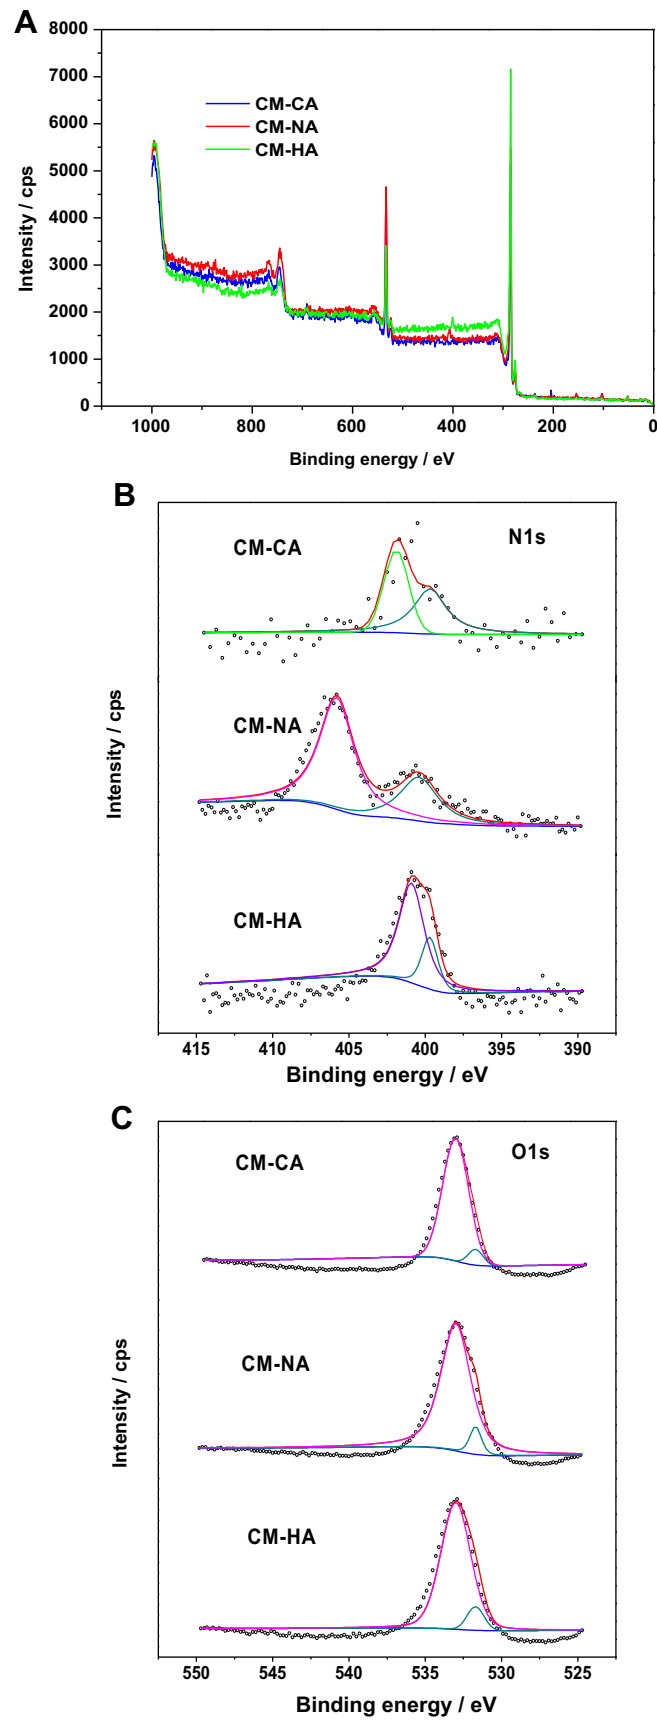 A
8000
7000
6000
5000
4000
3000
2000
1000
0
Intensity / cps
CM-CA
CM-NA
CM-HA
1000 800 600 400 200 0
Binding energy / eV
B
CM-CA N1s
CM-NA
CM-HA
Intensity / cps
415 410 405 400 395 390
Binding energy / eV
C
CM-CA O1s
CM-NA
CM-HA
Intensity / cps
550 545 540 535 530 525
Binding energy / eV